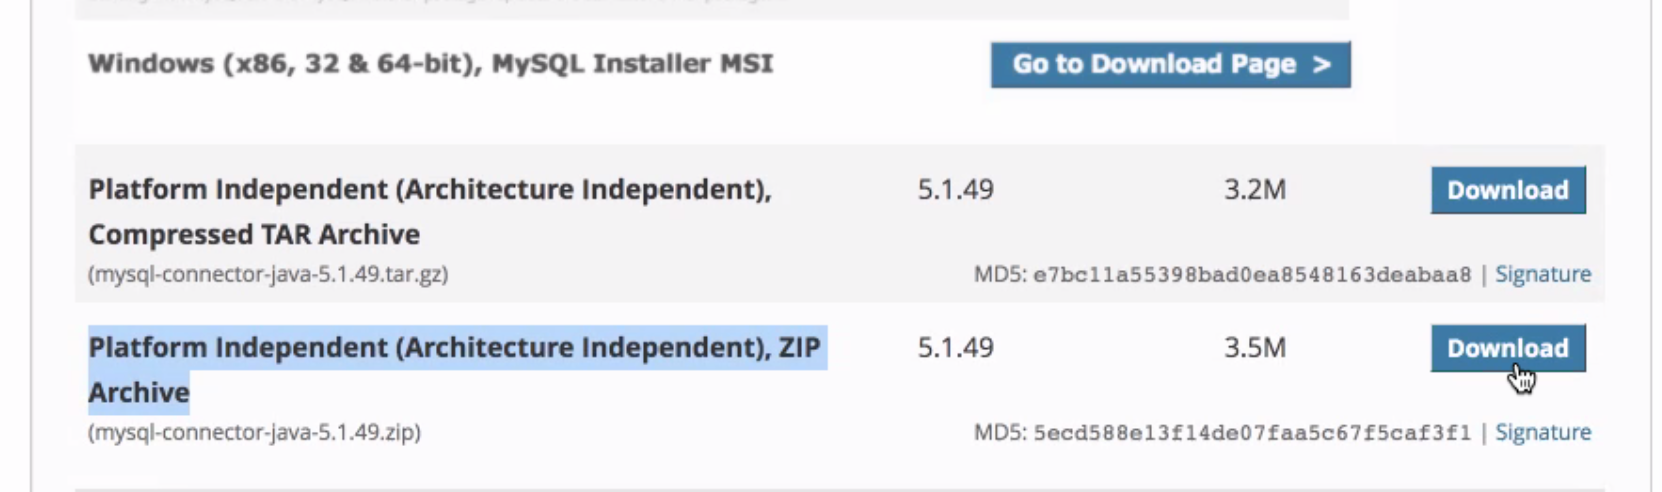 Windows (x86, 32 & 64-bit), MySQL Installer MSI
Go to Download Page >
Platform Independent (Architecture Independent), 5.1.49 3.2M Download
Compressed TAR Archive
(mysql-connector-java-5.1.49.tar.gz) MD5: e7bc11a55398bad0ea8548163deabaa8 | Signature
Platform Independent (Architecture Independent), ZIP 5.1.49 3.5M Download
Archive
(mysql-connector-java-5.1.49.zip) MD5: 5ecd588e13f14de07faa5c67f5caf3f1 | Signature